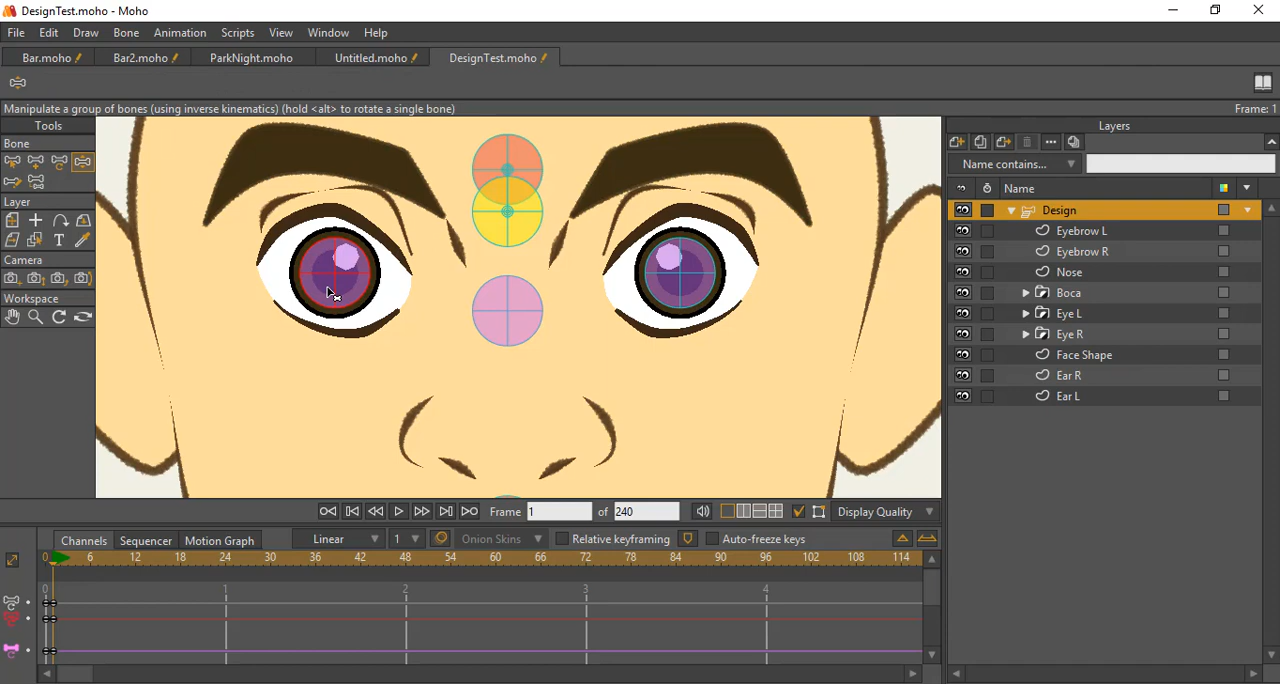 DesignTest.moho - Moho
File Edit Draw Bone Animation Scripts View Window Help
Bar.moho Bar2.moho ParkNight.moho Untitled.moho DesignTest.moho
Manipulate a group of bones (using inverse kinematics) (hold <alt> to rotate a single bone) Frame: 1
Tools Layers
Bone
Name contains...
Name
Layer
T
Design
Eyebrow L
Eyebrow R
Camera
Nose
Workspace
Boca
Eye L
Eye R
Face Shape
Ear R
Ear L
Frame 1 of 240 Display Quality
Channels Sequencer Motion Graph Linear 1 Onion Skins Relative keyframing Auto-freeze keys
0 6 12 18 24 30 36 42 48 54 60 66 72 78 84 90 96 102 108 114
0 1 2 3 4